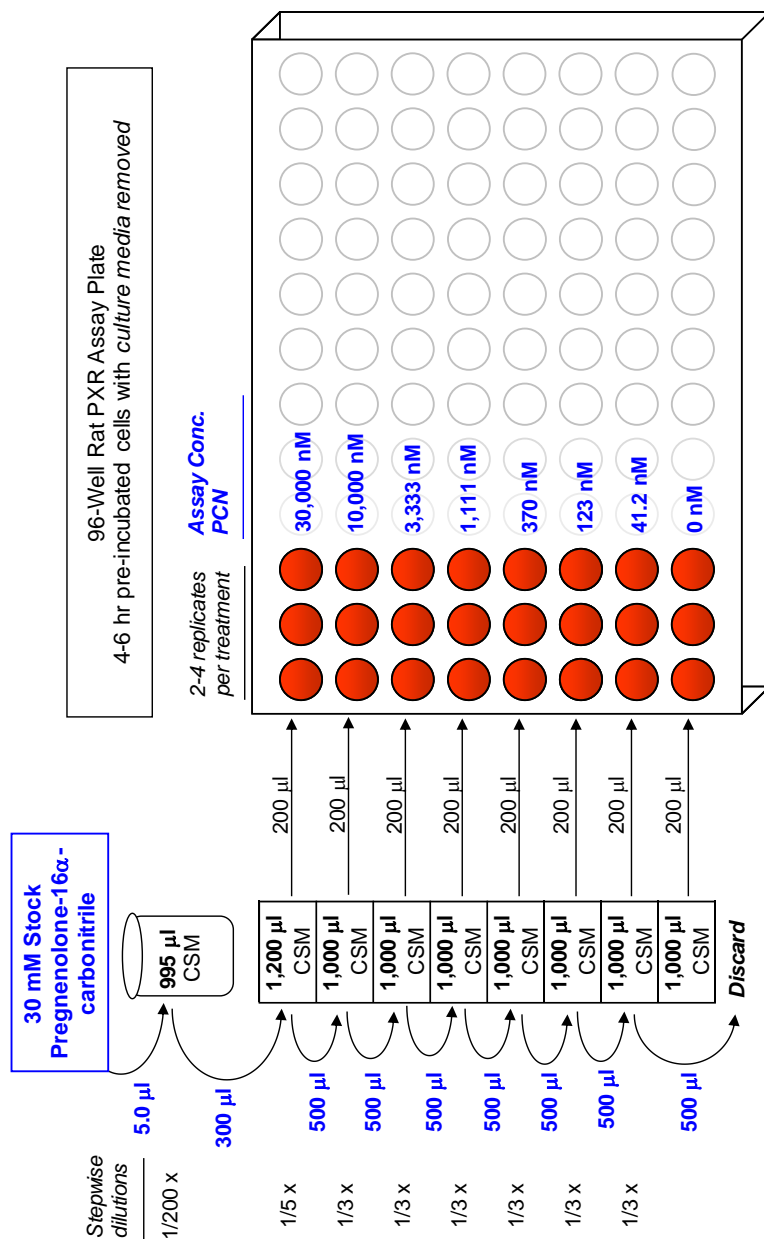 96-Well Rat PXR Assay Plate
4-6 hr pre-incubated cells with culture media removed
30 mM Stock
Pregnenolone-16α-
carbonitrile
Stepwise
dilutions
1/200 x
1/5 x
1/3 x
1/3 x
1/3 x
1/3 x
1/3 x
1/3 x
5.0 µl
300 µl
500 µl
500 µl
500 µl
500 µl
500 µl
500 µl
500 µl
995 µl
CSM
1,200 µl
CSM
1,000 µl
CSM
1,000 µl
CSM
1,000 µl
CSM
1,000 µl
CSM
1,000 µl
CSM
1,000 µl
CSM
1,000 µl
CSM
Discard
200 µl
200 µl
200 µl
200 µl
200 µl
200 µl
200 µl
200 µl
2-4 replicates
per treatment
Assay Conc.
PCN
30,000 nM
10,000 nM
3,333 nM
1,111 nM
370 nM
123 nM
41.2 nM
0 nM